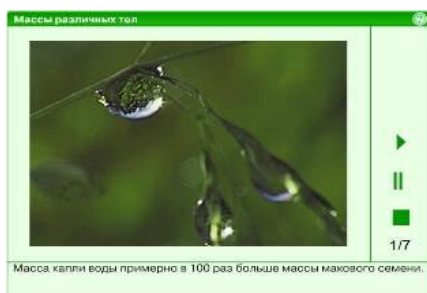 Массы различных тел
1/7
Масса капли воды примерно в 100 раз больше массы макового семени.